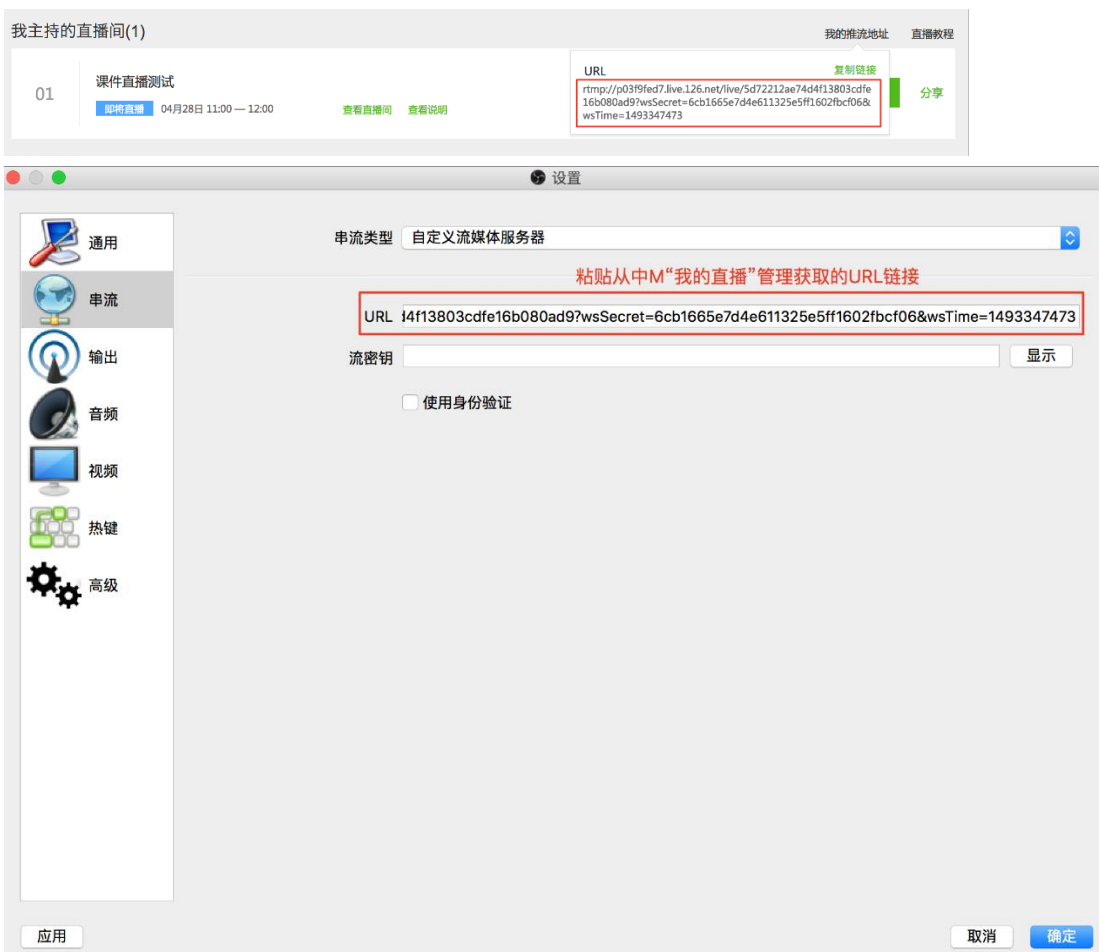 我主持的直播间(1)
我的推流地址 直播教程
01
课件直播测试
即将直播 04月28日 11:00 — 12:00 查看直播间 查看说明
URL 复制链接
rtmp://p03f9fed7.live.126.net/live/5d72212ae74d4f13803cdfe
16b080ad9?wsSecret=6cb1665e7d4e611325e5ff1602fbcf06&
wsTime=1493347473
分享
设置
通用
串流
输出
音频
视频
热键
高级
串流类型 自定义流媒体服务器
粘贴从中M“我的直播”管理获取的URL链接
URL d4f13803cdfe16b080ad9?wsSecret=6cb1665e7d4e611325e5ff1602fbcf06&wsTime=1493347473
流密钥 显示
使用身份验证
应用 取消 确定